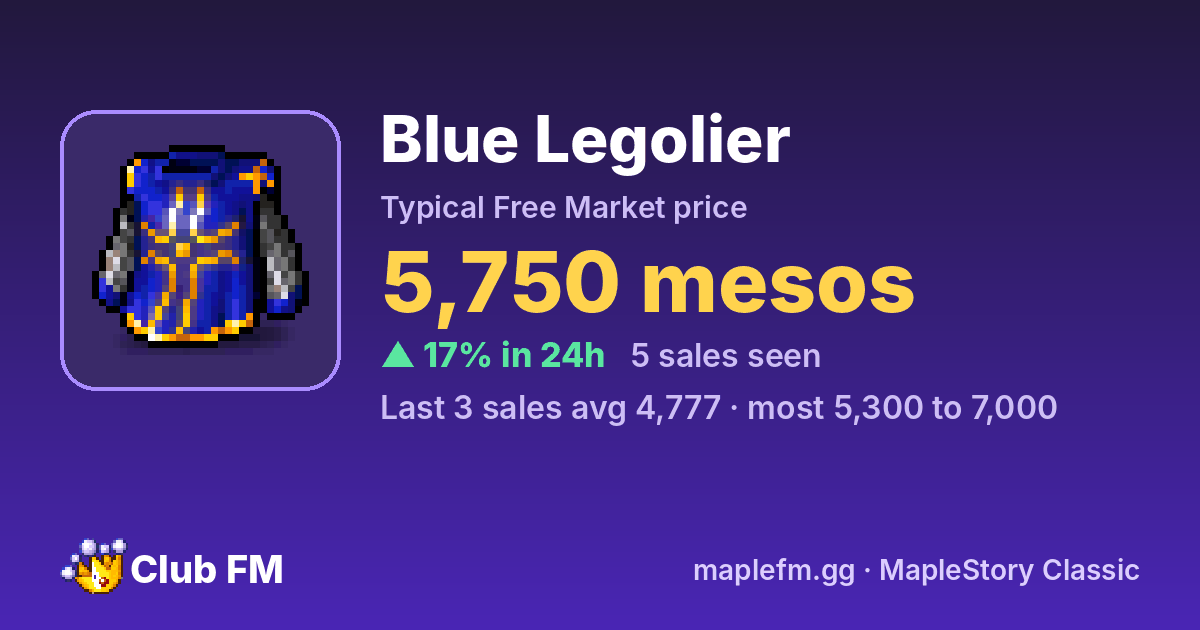 Blue Legolier
Typical Free Market price
5,750 mesos
▲ 17% in 24h 5 sales seen
Last 3 sales avg 4,777 · most 5,300 to 7,000
Club FM
maplefm.gg · MapleStory Classic